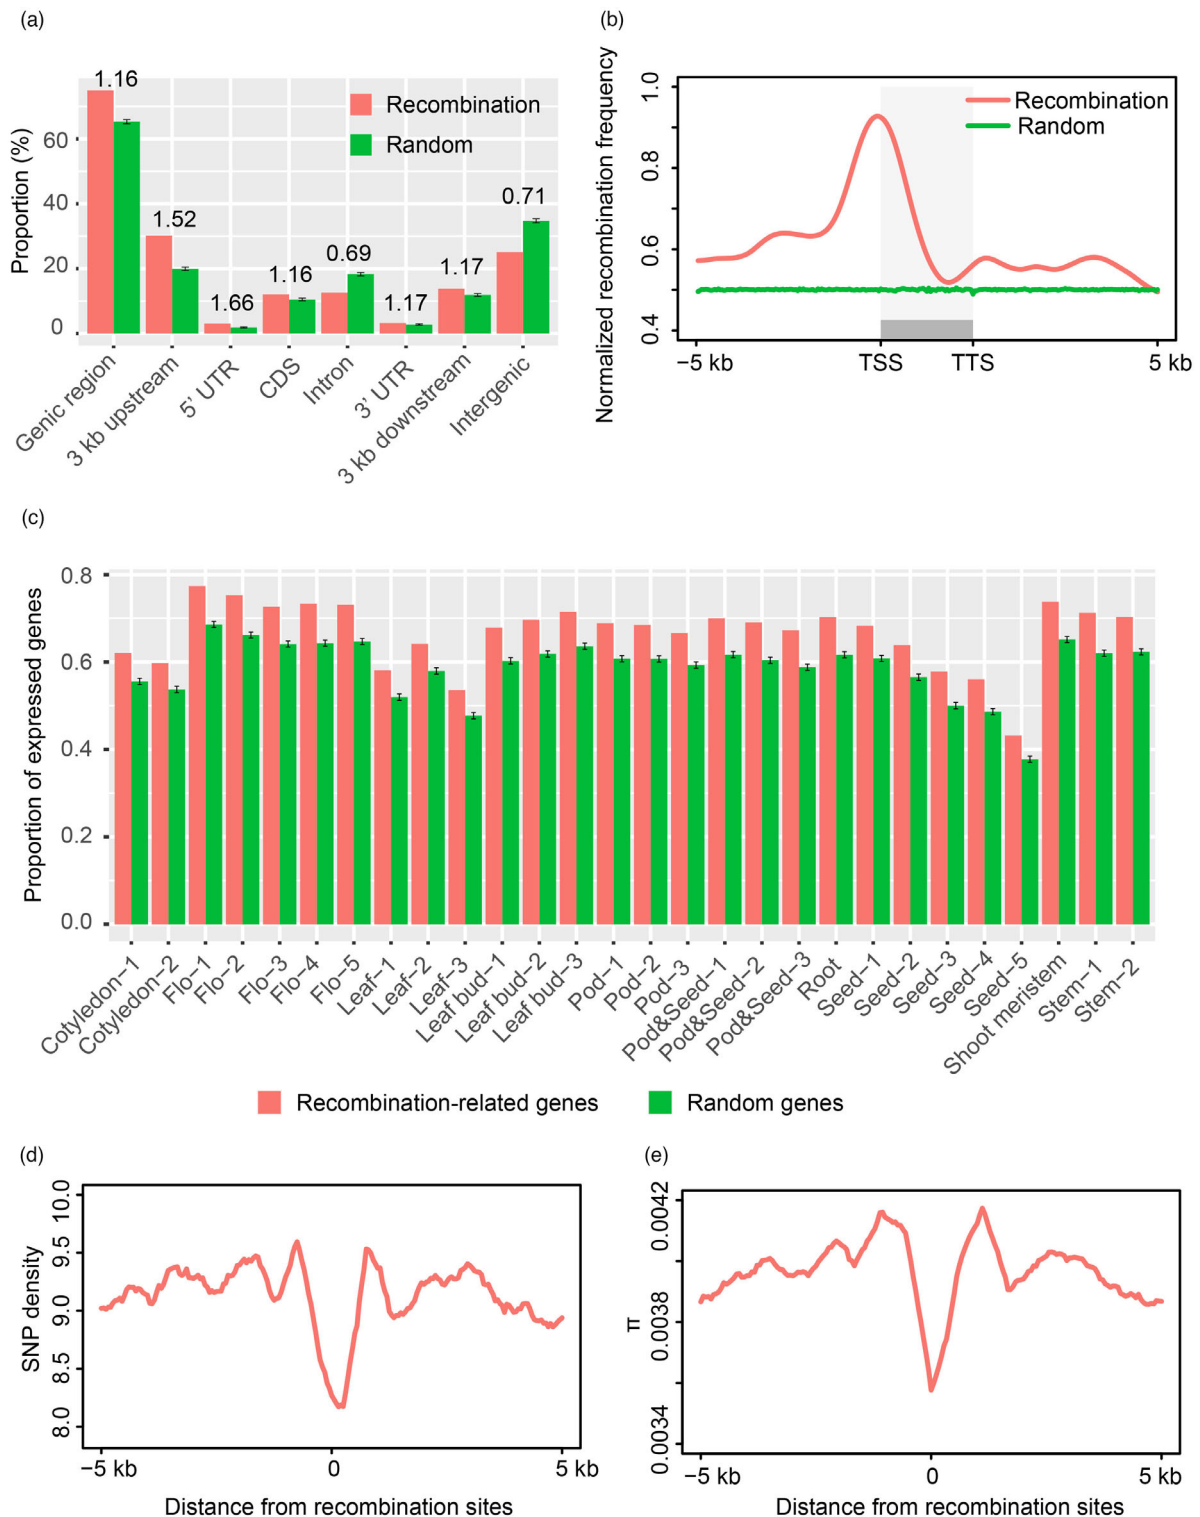 (a)
1.16
1.52
1.66
1.16
0.69
1.17
1.17
0.71
Recombination
Random
Proportion (%)
60
40
20
0
Genic region
3 kb upstream
5' UTR
CDS
Intron
3' UTR
3 kb downstream
Intergenic
(b)
Normalized recombination frequency
1.0
0.8
0.6
0.4
Recombination
Random
−5 kb
TSS
TTS
5 kb
(c)
Proportion of expressed genes
0.8
0.6
0.4
0.2
0.0
Cotyledon−1
Cotyledon−2
Flo−1
Flo−2
Flo−3
Flo−4
Flo−5
Leaf−1
Leaf−2
Leaf−3
Leaf bud−1
Leaf bud−2
Leaf bud−3
Pod−1
Pod−2
Pod−3
Pod&Seed−1
Pod&Seed−2
Pod&Seed−3
Root
Seed−1
Seed−2
Seed−3
Seed−4
Seed−5
Shoot meristem
Stem−1
Stem−2
Recombination-related genes
Random genes
(d)
SNP density
10.0
9.5
9.0
8.5
8.0
−5 kb
0
5 kb
Distance from recombination sites
(e)
π
0.0042
0.0038
0.0034
−5 kb
0
5 kb
Distance from recombination sites